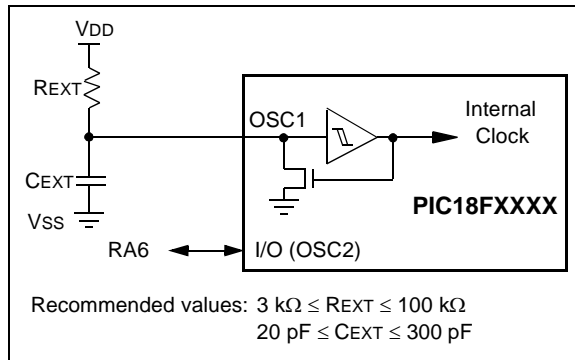 VDD
REXT
OSC1
Internal
Clock
CEXT
PIC18FXXXX
VSS
RA6
I/O (OSC2)
Recommended values: 3 kΩ ≤ REXT ≤ 100 kΩ
20 pF ≤ CEXT ≤ 300 pF